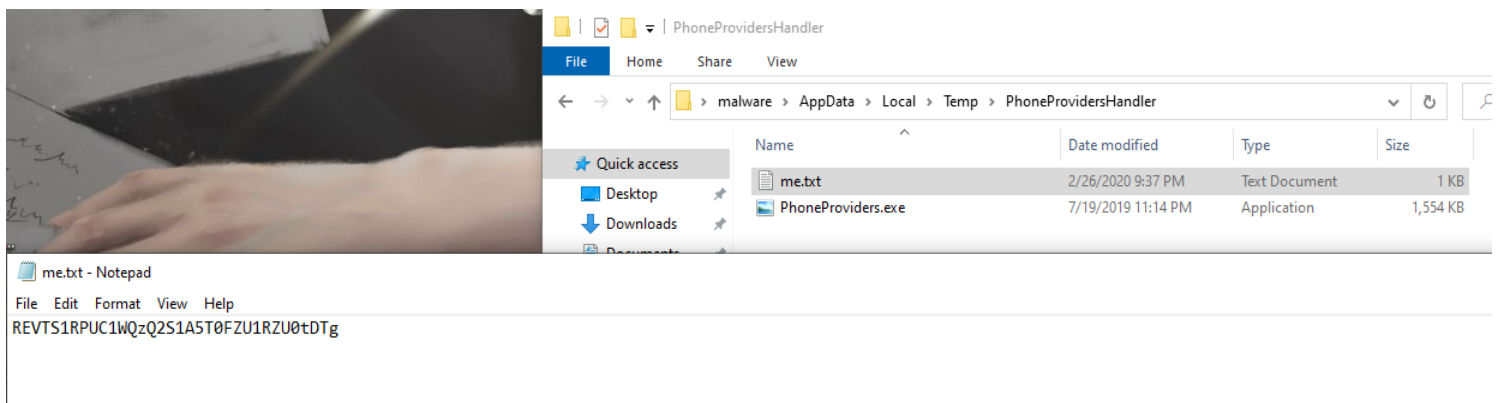 PhoneProvidersHandler
File Home Share View
malware > AppData > Local > Temp > PhoneProvidersHandler
Name Date modified Type Size
Quick access
me.txt 2/26/2020 9:37 PM Text Document 1 KB
Desktop
PhoneProviders.exe 7/19/2019 11:14 PM Application 1,554 KB
Downloads
Documents
me.txt - Notepad
File Edit Format View Help
REVTS1RPUC1WQzQ2S1A5T0FZU1RZU0tDTg